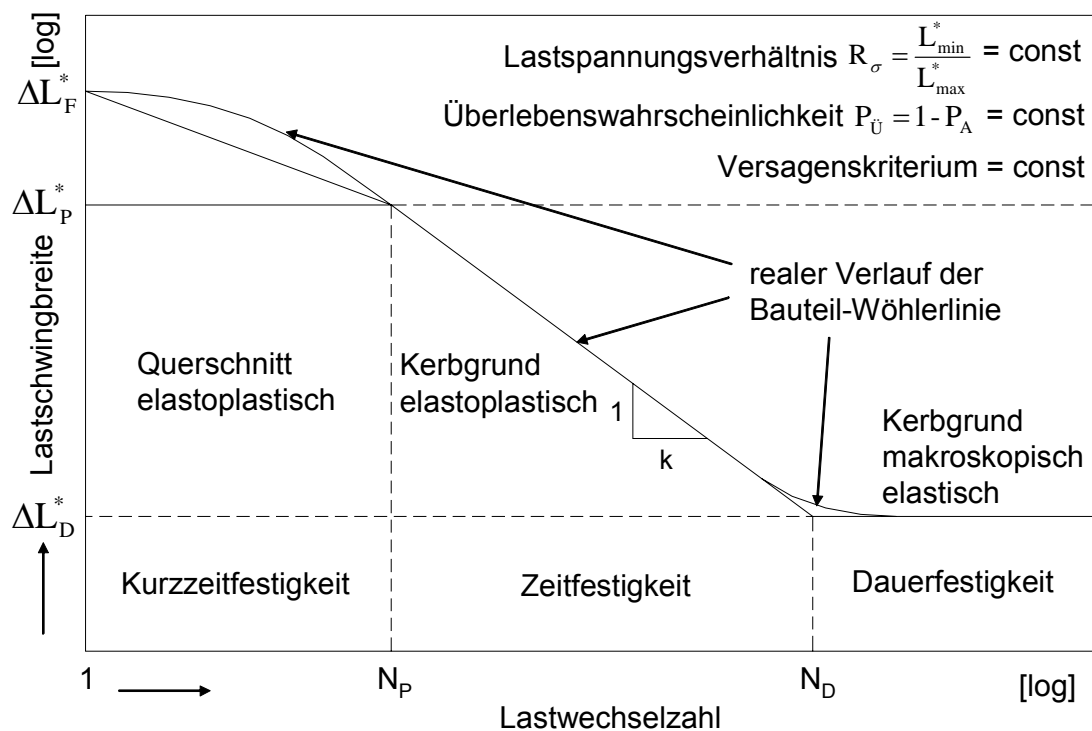 [log]
Lastspannungsverhältnis R_σ = L*_min / L*_max = const
ΔL*_F
Überlebenswahrscheinlichkeit P_Ü = 1 - P_A = const
Versagenskriterium = const
ΔL*_P
Lastschwingbreite
realer Verlauf der
Bauteil-Wöhlerlinie
Querschnitt
elastoplastisch
Kerbgrund
elastoplastisch
1
k
Kerbgrund
makroskopisch
elastisch
ΔL*_D
Kurzzeitfestigkeit
Zeitfestigkeit
Dauerfestigkeit
1
N_P
N_D
[log]
Lastwechselzahl